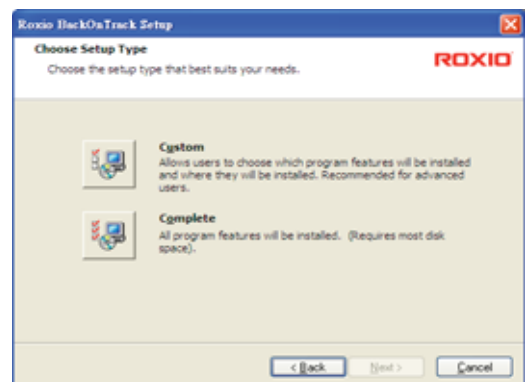 Roxio BackOnTrack Setup
Choose Setup Type
Choose the setup type that best suits your needs.
ROXIO
Custom
Allows users to choose which program features will be installed
and where they will be installed. Recommended for advanced
users.
Complete
All program features will be installed. (Requires most disk
space).
< Back
Next >
Cancel